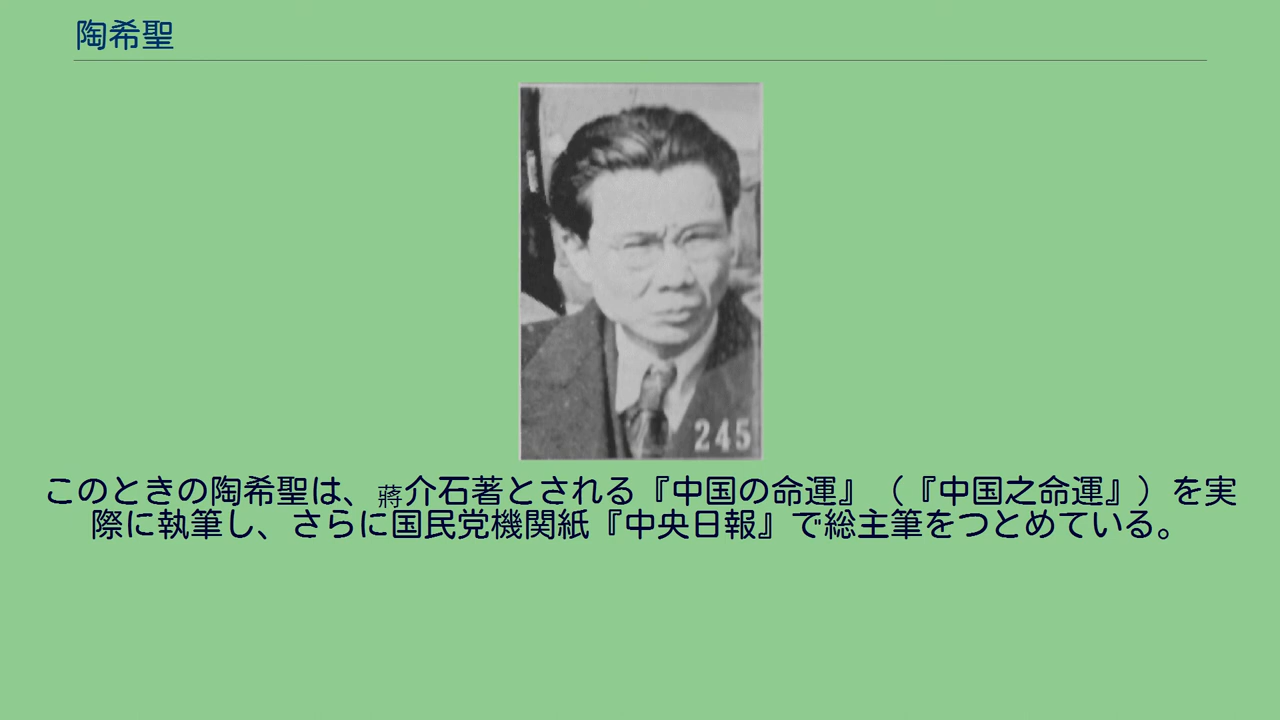 陶希聖
245
このときの陶希聖は、蔣介石著とされる『中国の命運』（『中国之命運』）を実
際に執筆し、さらに国民党機関紙『中央日報』で総主筆をつとめている。